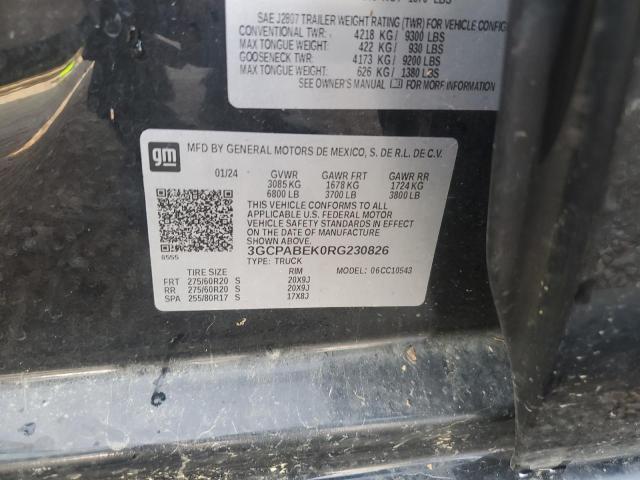 LBS
SAE J2807 TRAILER WEIGHT RATING (TWR) FOR VEHICLE CONFIG
CONVENTIONAL TWR: 4218 KG / 9300 LBS
MAX TONGUE WEIGHT: 422 KG / 930 LBS
GOOSENECK TWR: 4173 KG / 9200 LBS
MAX TONGUE WEIGHT: 626 KG / 1380 LBS
SEE OWNER'S MANUAL FOR MORE INFORMATION
gm
MFD BY GENERAL MOTORS DE MEXICO, S. DE R.L. DE C.V.
01/24 GVWR GAWR FRT GAWR RR
3085 KG 1678 KG 1724 KG
6800 LB 3700 LB 3800 LB
THIS VEHICLE CONFORMS TO ALL
APPLICABLE U.S. FEDERAL MOTOR
VEHICLE SAFETY STANDARDS IN EFFECT
ON THE DATE OF MANUFACTURE
SHOWN ABOVE.
3GCPABEK0RG230826
8555 TYPE: TRUCK
TIRE SIZE RIM MODEL: 06CC10543
FRT 275/60R20 S 20X9J
RR 275/60R20 S 20X9J
SPA 255/80R17 S 17X8J